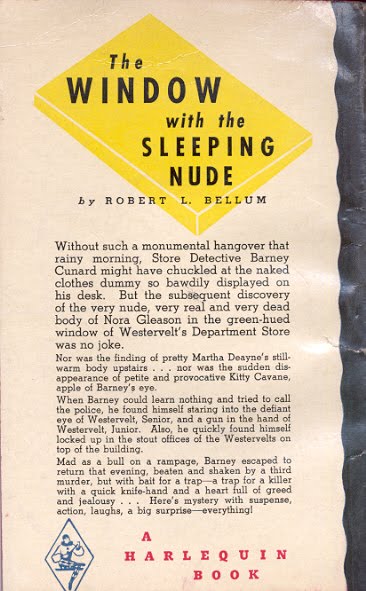 The
WINDOW
with the
SLEEPING
NUDE
by ROBERT L. BELLUM
Without such a monumental hangover that
rainy morning, Store Detective Barney
Cunard might have chuckled at the naked
clothes dummy so bawdily displayed on
his desk. But the subsequent discovery
of the very nude, very real and very dead
body of Nora Gleason in the green-hued
window of Westervelt's Department Store
was no joke.
Nor was the finding of pretty Martha Deayne's still-
warm body upstairs . . . nor was the sudden dis-
appearance of petite and provocative Kitty Cavane,
apple of Barney's eye.
When Barney could learn nothing and tried to call
the police, he found himself staring into the defiant
eye of Westervelt, Senior, and a gun in the hand of
Westervelt, Junior. Also, he quickly found himself
locked up in the stout offices of the Westervelts on
top of the building.
Mad as a bull on a rampage, Barney escaped to
return that evening, beaten and shaken by a third
murder, but with bait for a trap—a trap for a killer
with a quick knife-hand and a heart full of greed
and jealousy . . . Here's mystery with suspense,
action, laughs, a big surprise—everything!
A
HARLEQUIN
BOOK